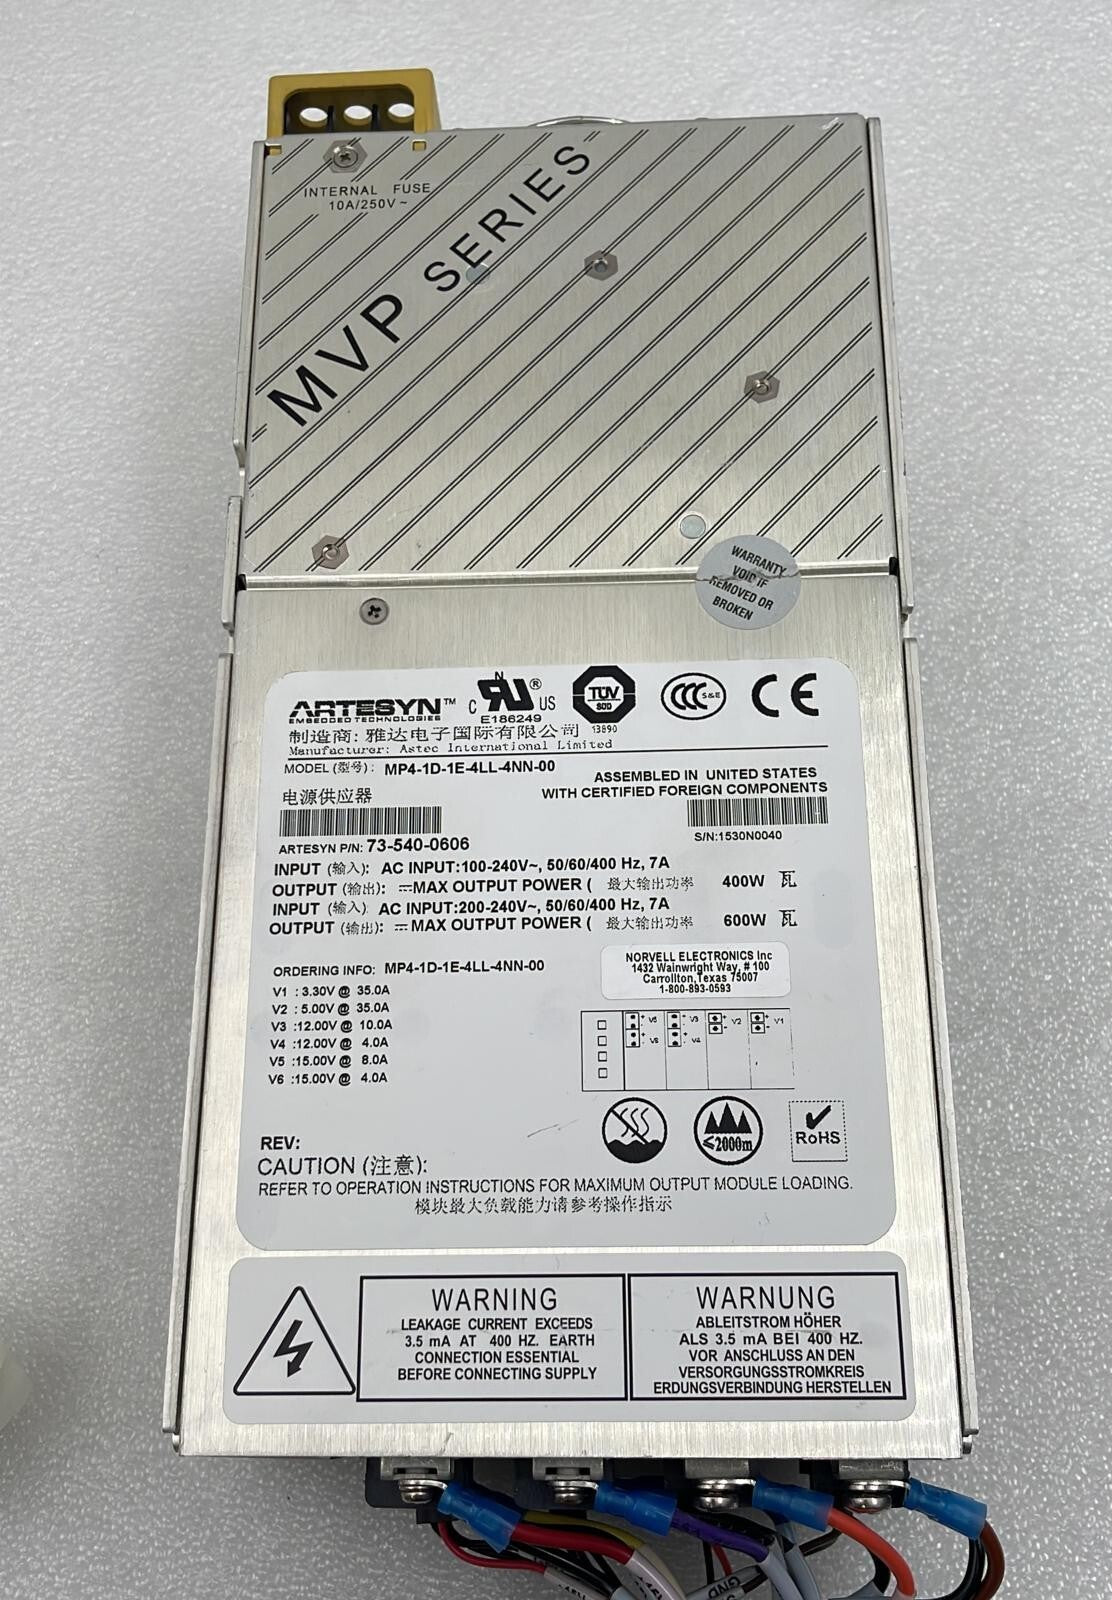 INTERNAL FUSE
10A/250V~
MVP SERIES
WARRANTY
VOID IF
REMOVED OR
BROKEN
ARTESYN™
EMBEDDED TECHNOLOGIES
C UL N ® US
E186249
TÜV
SÜD
13890
CCC S&E
CE
制造商: 雅达电子国际有限公司
Manufacturer: Astec International Limited
MODEL (型号): MP4-1D-1E-4LL-4NN-00
ASSEMBLED IN UNITED STATES
WITH CERTIFIED FOREIGN COMPONENTS
电源供应器
S/N:1530N0040
ARTESYN P/N: 73-540-0606
INPUT (输入): AC INPUT:100-240V~, 50/60/400 Hz, 7A
OUTPUT (输出): ⎓MAX OUTPUT POWER ( 最大输出功率 400W 瓦
INPUT (输入) AC INPUT:200-240V~, 50/60/400 Hz, 7A
OUTPUT (输出): ⎓MAX OUTPUT POWER ( 最大输出功率 600W 瓦
NORVELL ELECTRONICS Inc
1432 Wainwright Way, # 100
Carrollton,Texas 75007
1-800-893-0593
ORDERING INFO: MP4-1D-1E-4LL-4NN-00
V1 : 3.30V @ 35.0A
V2 : 5.00V @ 35.0A
V3 :12.00V @ 10.0A
V4 :12.00V @ 4.0A
V5 :15.00V @ 8.0A
V6 :15.00V @ 4.0A
V3 V2 V1
V4
≤2000m
RoHS
REV:
CAUTION (注意):
REFER TO OPERATION INSTRUCTIONS FOR MAXIMUM OUTPUT MODULE LOADING.
模块最大负载能力请参考操作指示
WARNING
LEAKAGE CURRENT EXCEEDS
3.5 mA AT 400 HZ. EARTH
CONNECTION ESSENTIAL
BEFORE CONNECTING SUPPLY
WARNUNG
ABLEITSTROM HÖHER
ALS 3.5 mA BEI 400 HZ.
VOR ANSCHLUSS AN DEN
VERSORGUNGSSTROMKREIS
ERDUNGSVERBINDUNG HERSTELLEN
GND